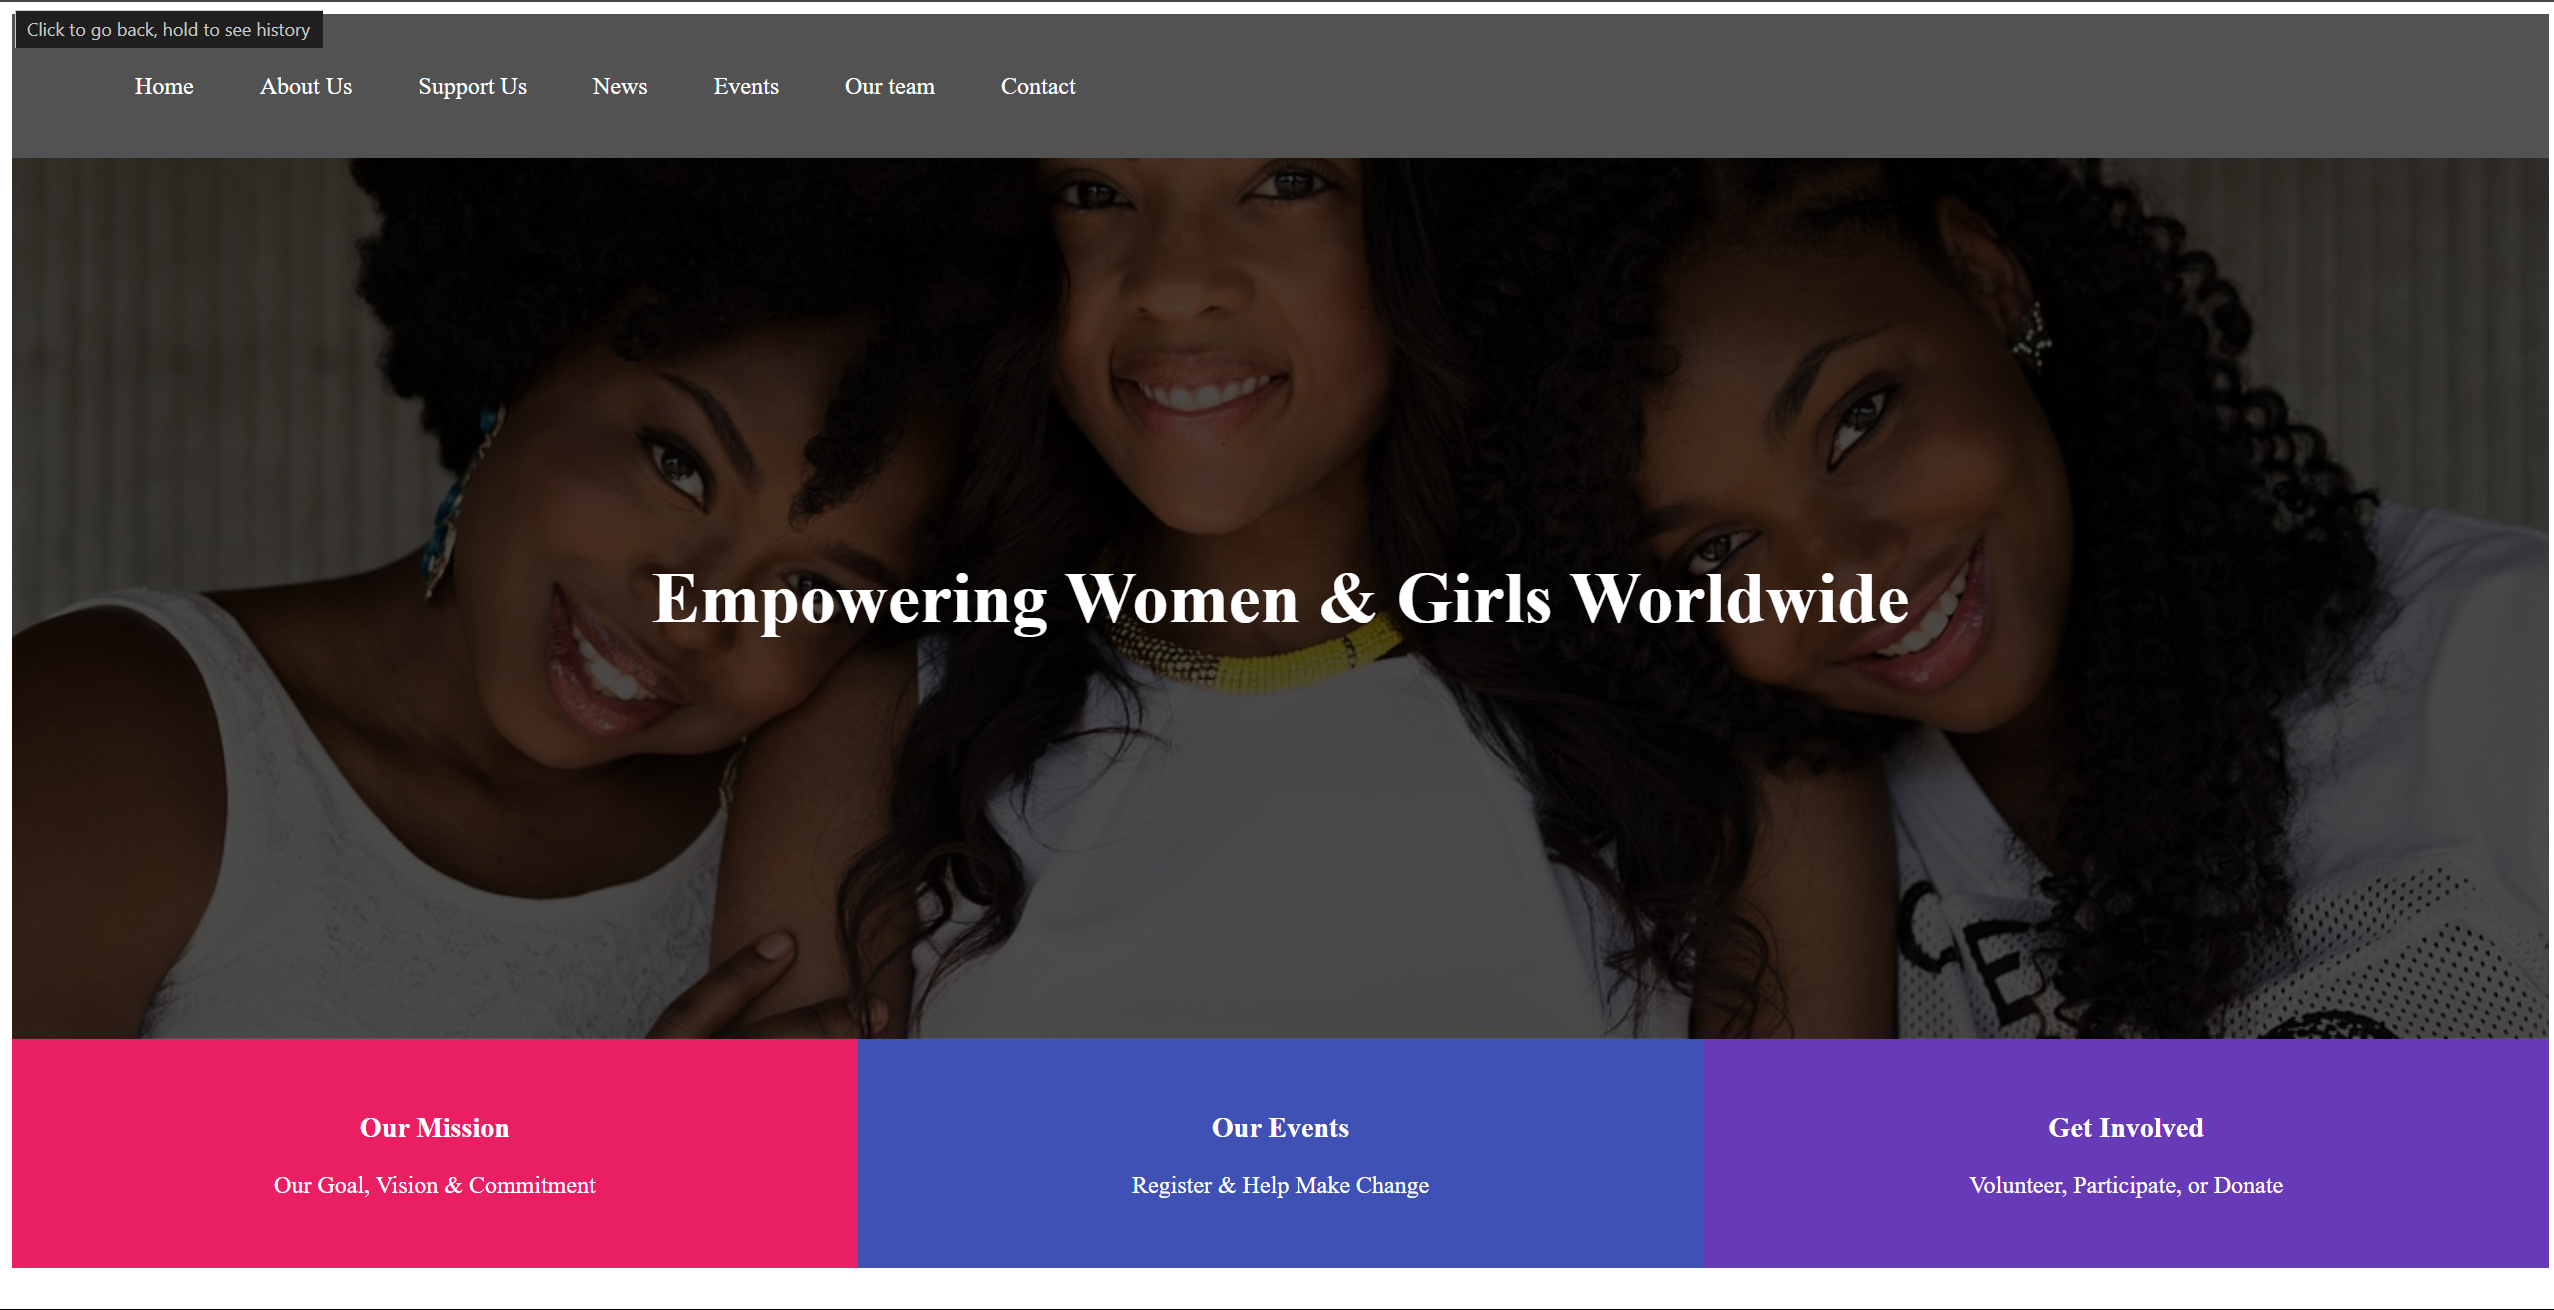 Click to go back, hold to see history
Home About Us Support Us News Events Our team Contact
Empowering Women & Girls Worldwide
CE
Our Mission
Our Events
Get Involved
Our Goal, Vision & Commitment
Register & Help Make Change
Volunteer, Participate, or Donate